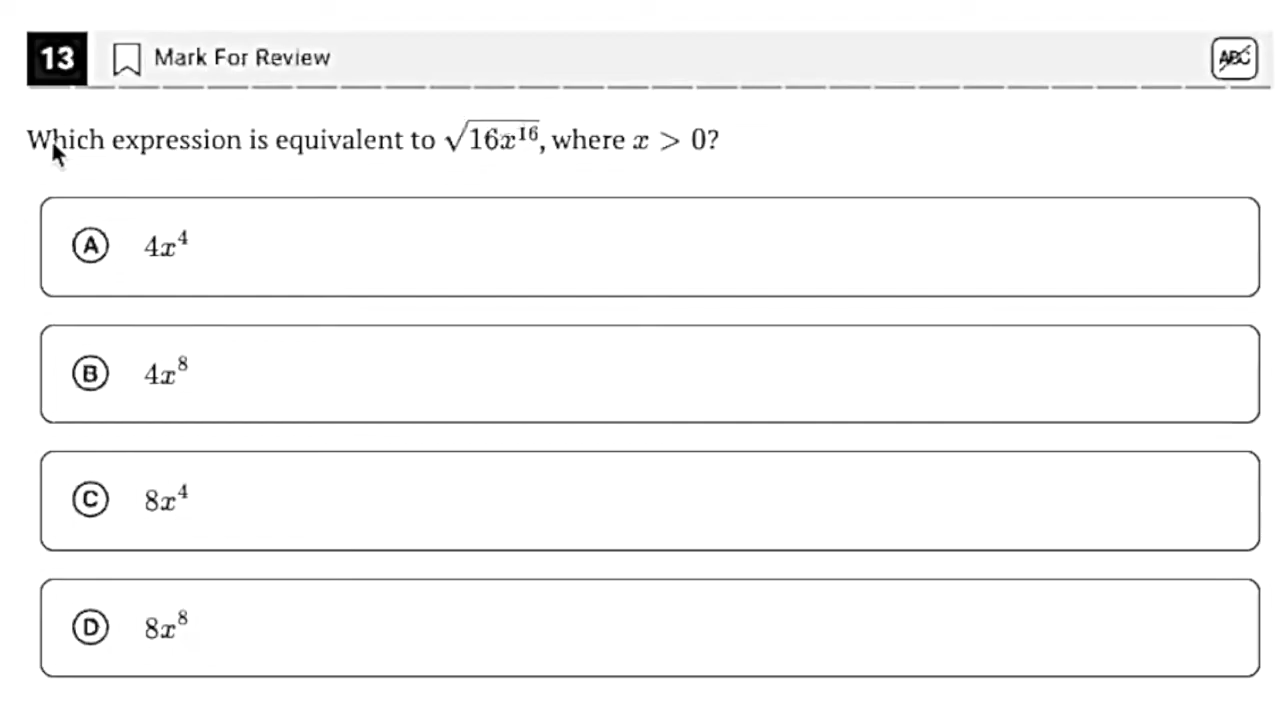 13 Mark For Review ABC
Which expression is equivalent to √16x¹⁶, where x > 0?
A 4x⁴
B 4x⁸
C 8x⁴
D 8x⁸